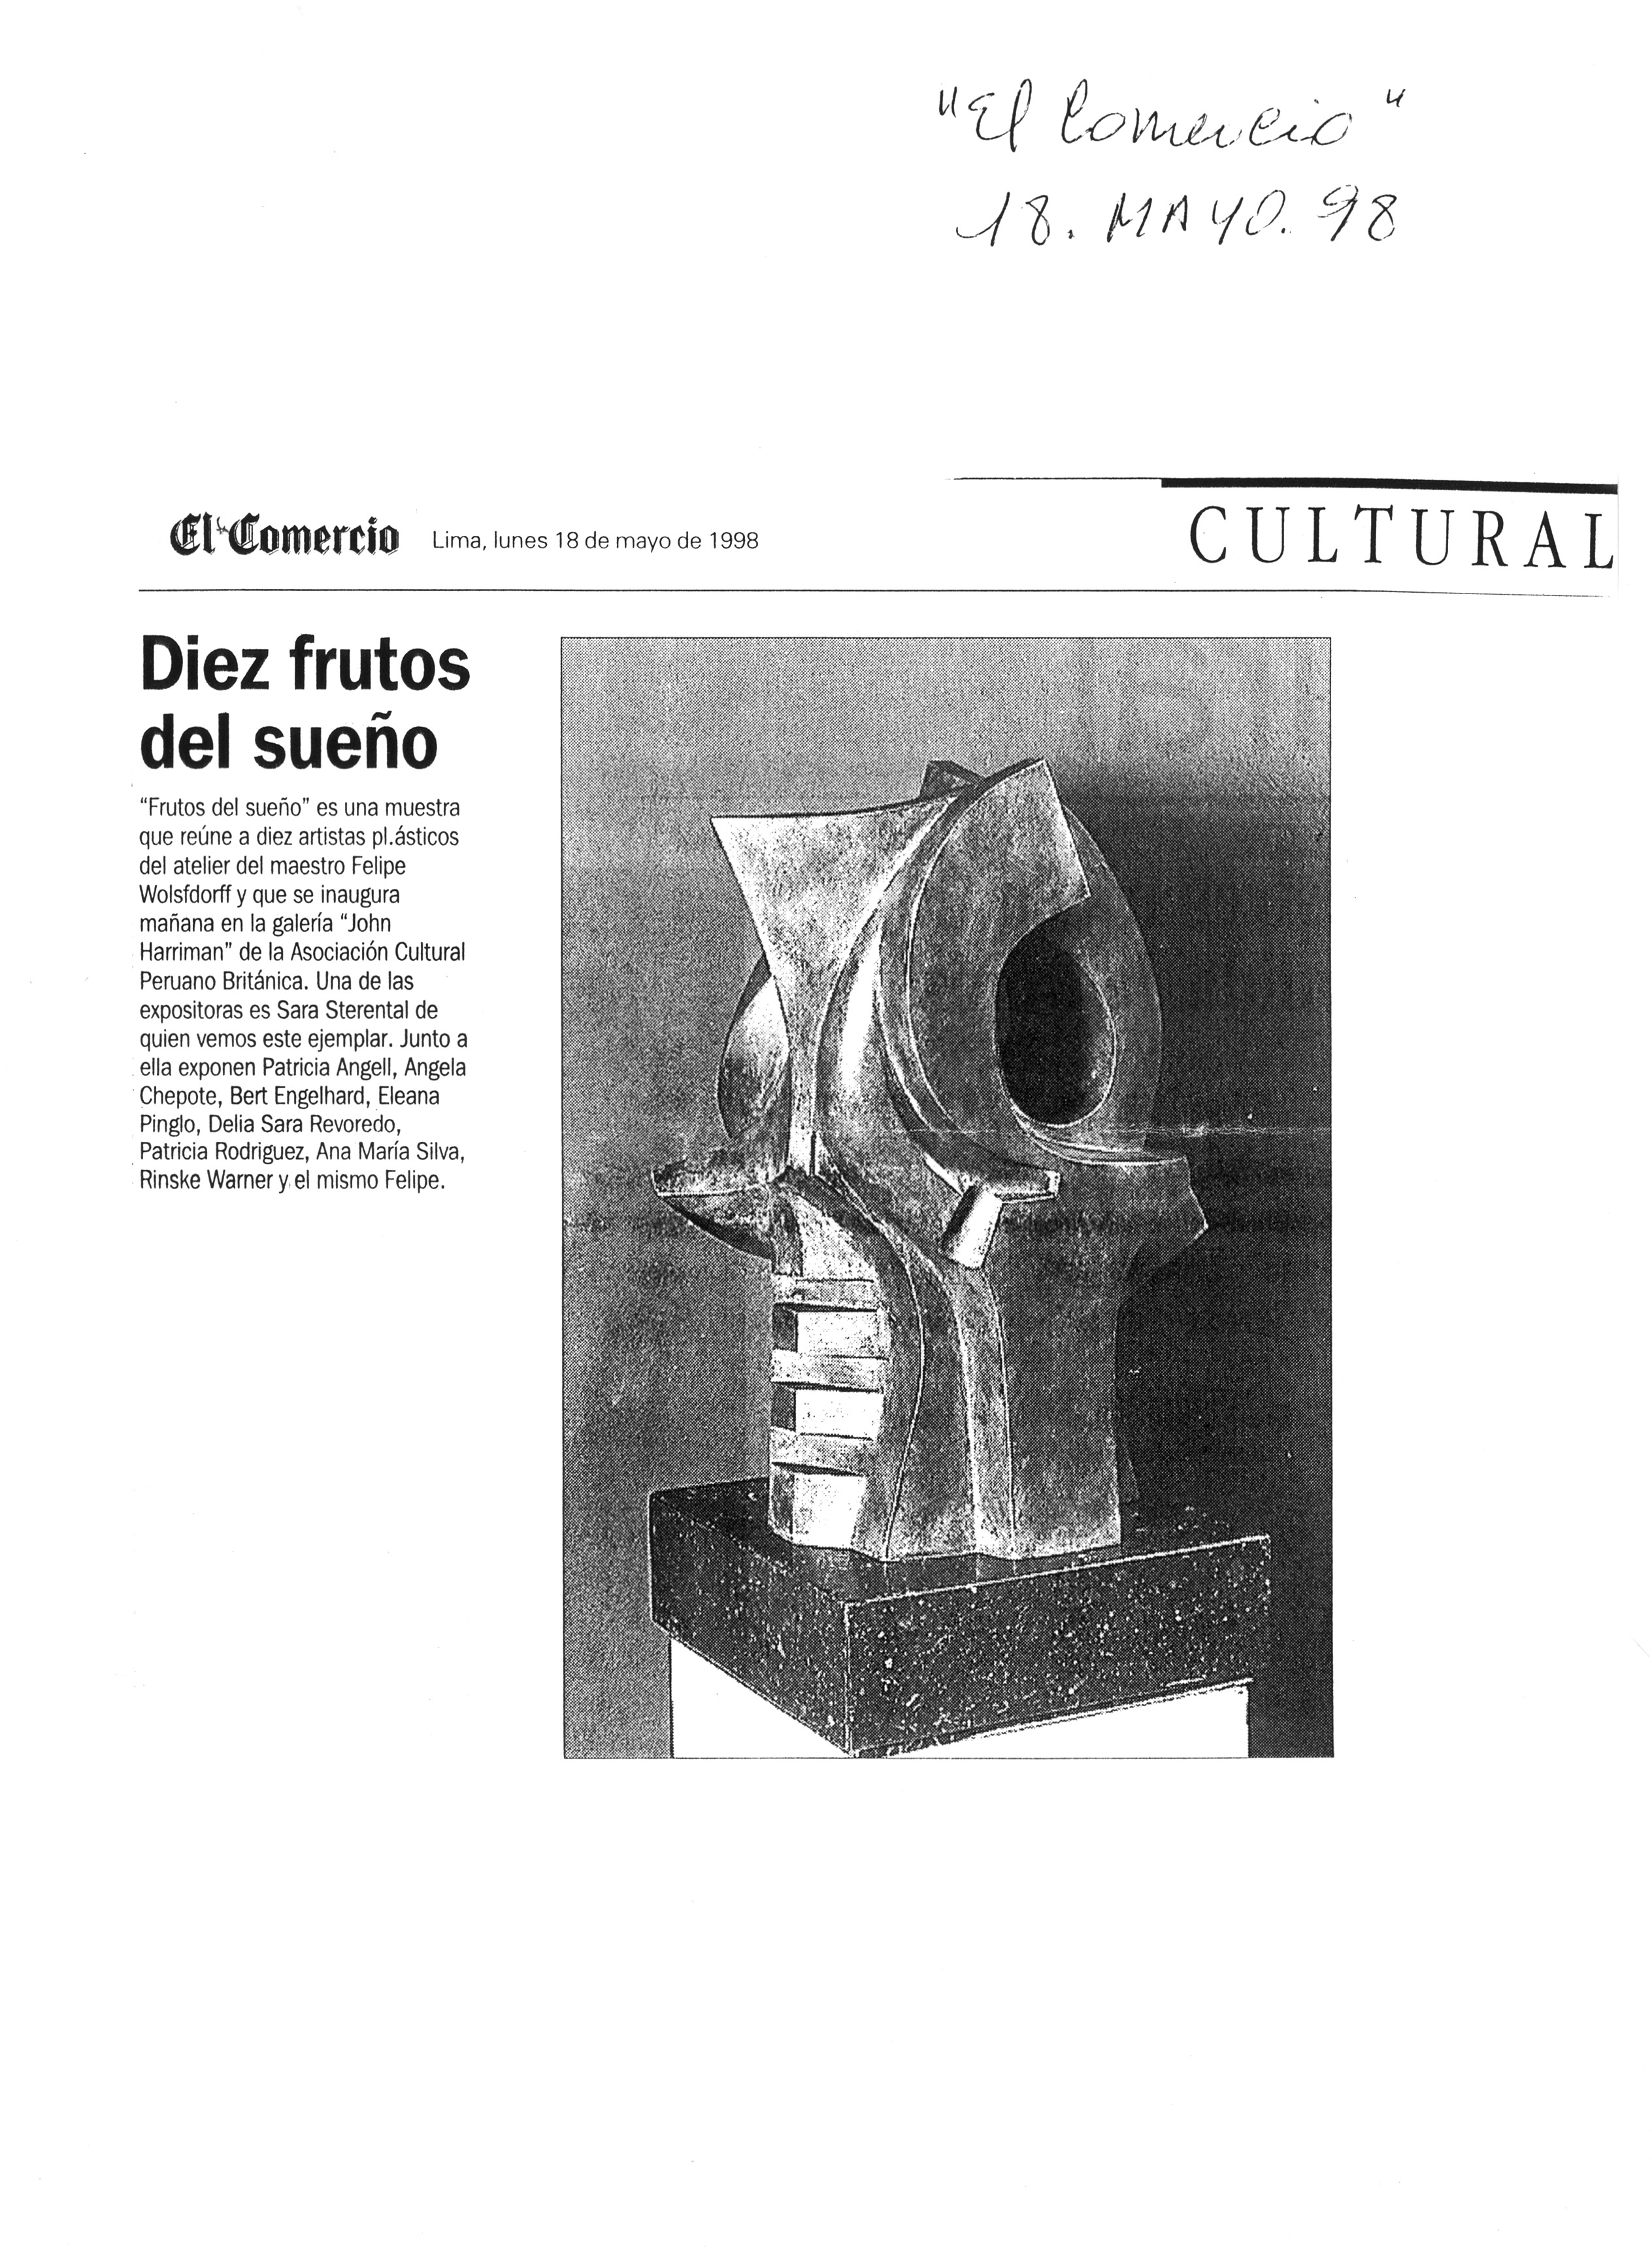 "El Comercio"
18. MAYO. 98
El Comercio Lima, lunes 18 de mayo de 1998
CULTURAL
Diez frutos
del sueño
“Frutos del sueño” es una muestra
que reúne a diez artistas pl.ásticos
del atelier del maestro Felipe
Wolsfdorff y que se inaugura
mañana en la galería “John
Harriman” de la Asociación Cultural
Peruano Británica. Una de las
expositoras es Sara Sterental de
quien vemos este ejemplar. Junto a
ella exponen Patricia Angell, Angela
Chepote, Bert Engelhard, Eleana
Pinglo, Delia Sara Revoredo,
Patricia Rodriguez, Ana María Silva,
Rinske Warner y el mismo Felipe.